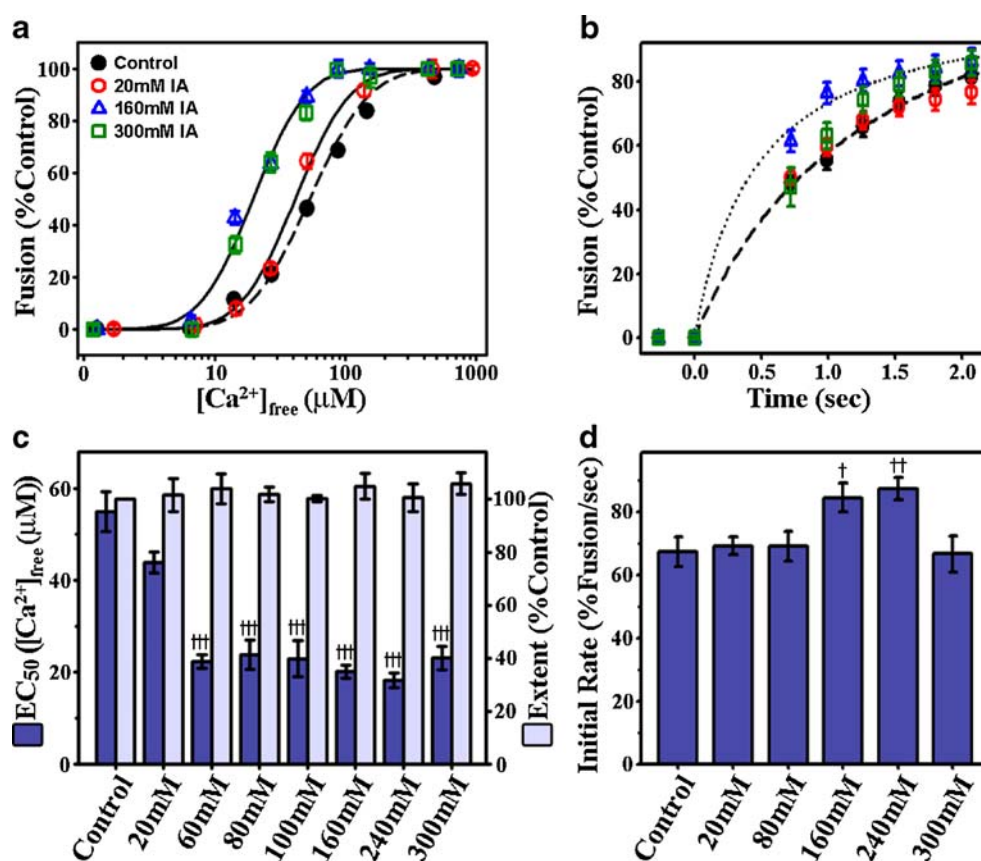 a
Fusion (%Control)
100
80
60
40
20
0
Control
20mM IA
160mM IA
300mM IA
0
10
100
1000
[Ca²⁺]free (μM)
b
Fusion (%Control)
80
60
40
20
0
0.0
0.5
1.0
1.5
2.0
Time (sec)
c
EC50 ([Ca²⁺]free (μM))
60
40
20
0
†††
†††
†††
†††
†††
†††
100
80
60
40
20
0
Extent (%Control)
Control
20mM
60mM
80mM
100mM
160mM
240mM
300mM
d
Initial Rate (%Fusion/sec)
80
60
40
20
0
†
††
Control
20mM
80mM
160mM
240mM
300mM